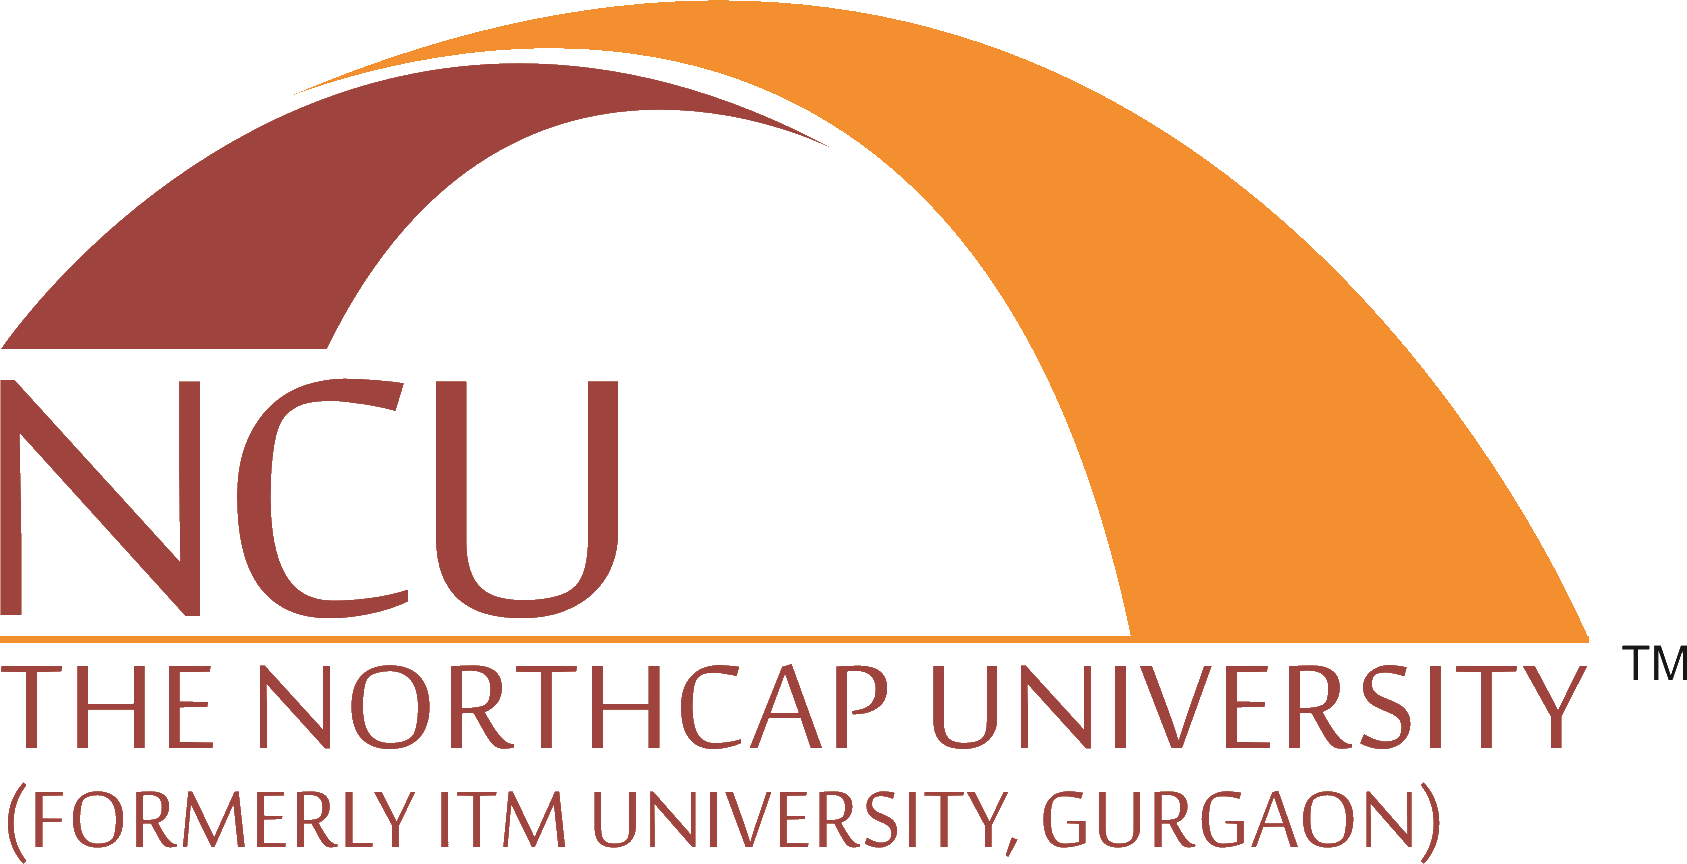 NCU
THE NORTHCAP UNIVERSITY TM
(FORMERLY ITM UNIVERSITY, GURGAON)